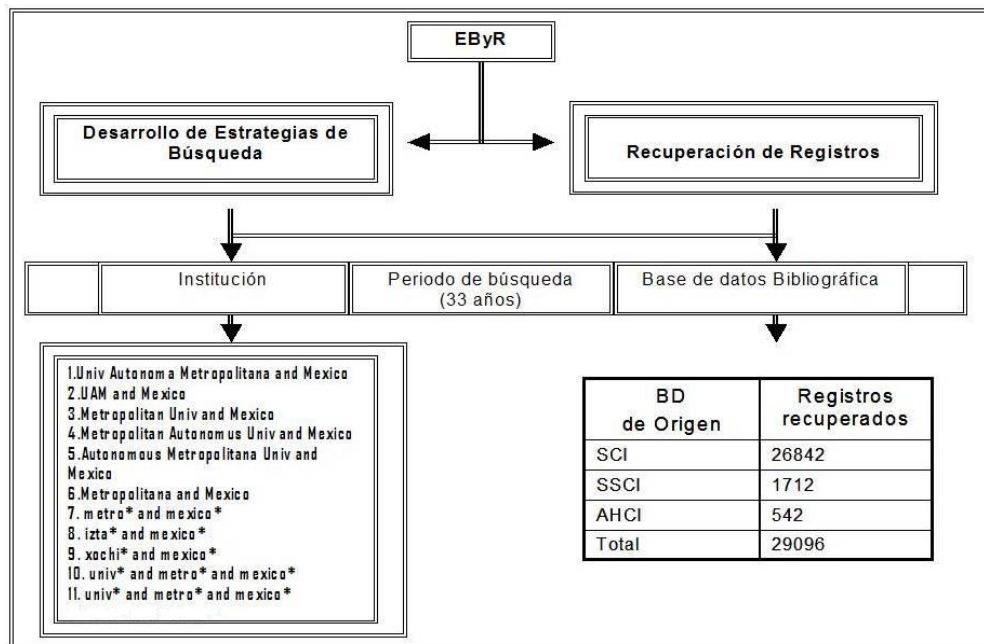 EByR
Desarrollo de Estrategias de
Búsqueda
Recuperación de Registros
Institución
Periodo de búsqueda
(33 años)
Base de datos Bibliográfica
1.Univ Autonoma Metropolitana and Mexico
2.UAM and Mexico
3.Metropolitan Univ and Mexico
4.Metropolitan Autonomus Univ and Mexico
5.Autonomous Metropolitana Univ and
Mexico
6.Metropolitana and Mexico
7. metro* and mexico*
8. izta* and mexico*
9. xochi* and mexico*
10. univ* and metro* and mexico*
11. univ* and metro* and mexico*
BD
de Origen
Registros
recuperados
SCI 26842
SSCI 1712
AHCI 542
Total 29096